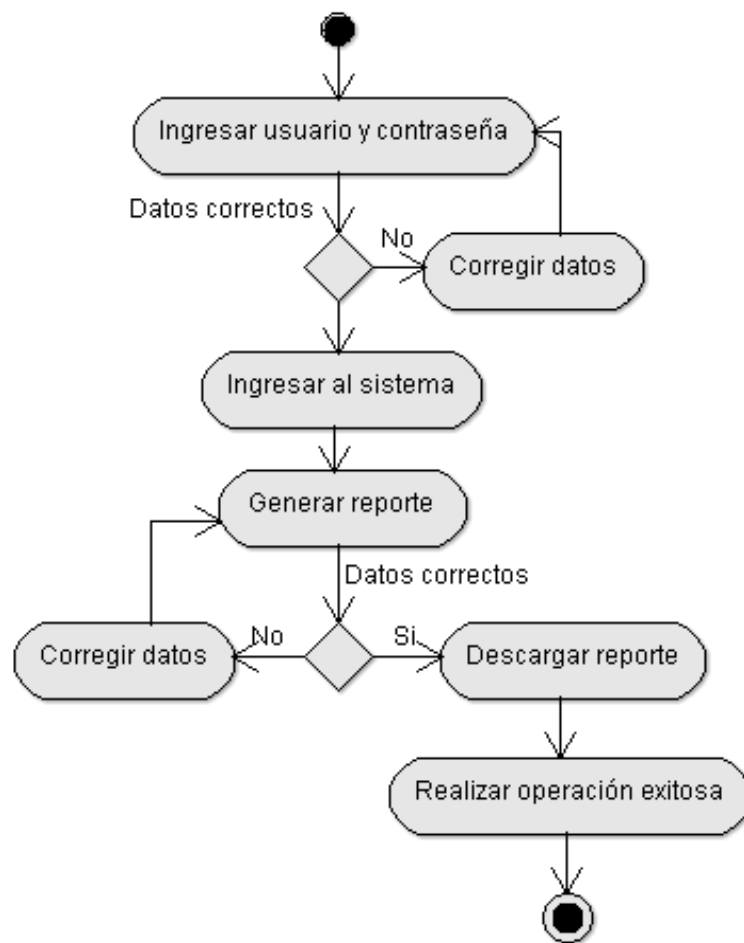 Ingresar usuario y contraseña
Datos correctos
No
Corregir datos
Ingresar al sistema
Generar reporte
Datos correctos
No
Si
Corregir datos
Descargar reporte
Realizar operación exitosa